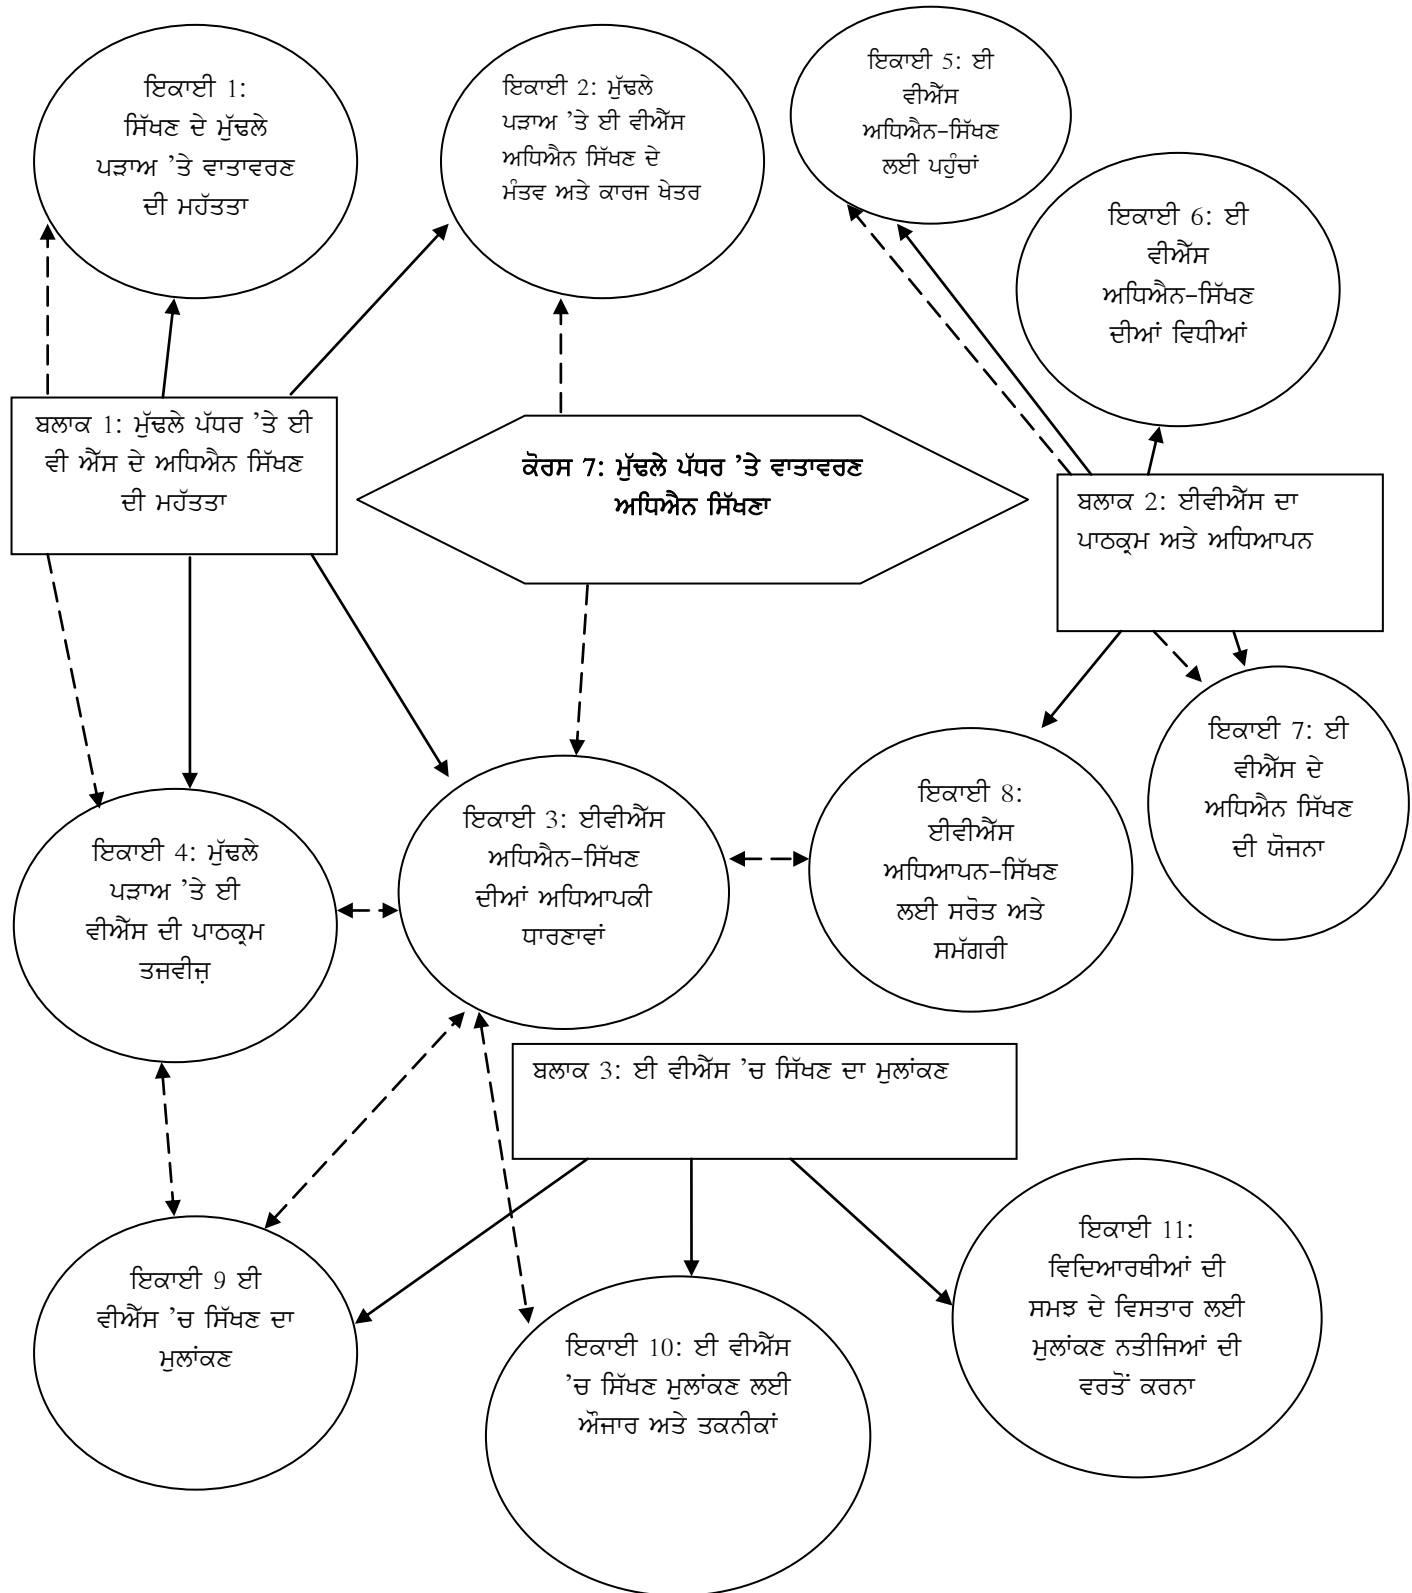 ਇਕਾਈ 1:
ਸਿੱਖਣ ਦੇ ਮੁੱਢਲੇ
ਪੜਾਅ ’ਤੇ ਵਾਤਾਵਰਣ
ਦੀ ਮਹੱਤਤਾ
ਇਕਾਈ 2: ਮੁੱਢਲੇ
ਪੜਾਅ ’ਤੇ ਈ ਵੀਐੱਸ
ਅਧਿਐਨ ਸਿੱਖਣ ਦੇ
ਮੰਤਵ ਅਤੇ ਕਾਰਜ ਖੇਤਰ
ਇਕਾਈ 5: ਈ
ਵੀਐੱਸ
ਅਧਿਐਨ-ਸਿੱਖਣ
ਲਈ ਪਹੁੰਚਾਂ
ਇਕਾਈ 6: ਈ
ਵੀਐੱਸ
ਅਧਿਐਨ-ਸਿੱਖਣ
ਦੀਆਂ ਵਿਧੀਆਂ
ਬਲਾਕ 1: ਮੁੱਢਲੇ ਪੱਧਰ ’ਤੇ ਈ
ਵੀ ਐੱਸ ਦੇ ਅਧਿਐਨ ਸਿੱਖਣ
ਦੀ ਮਹੱਤਤਾ
ਕੋਰਸ 7: ਮੁੱਢਲੇ ਪੱਧਰ ’ਤੇ ਵਾਤਾਵਰਣ
ਅਧਿਐਨ ਸਿੱਖਣਾ
ਬਲਾਕ 2: ਈਵੀਐੱਸ ਦਾ
ਪਾਠਕ੍ਰਮ ਅਤੇ ਅਧਿਆਪਨ
ਇਕਾਈ 4: ਮੁੱਢਲੇ
ਪੜਾਅ ’ਤੇ ਈ
ਵੀਐੱਸ ਦੀ ਪਾਠਕ੍ਰਮ
ਤਜਵੀਜ਼
ਇਕਾਈ 3: ਈਵੀਐੱਸ
ਅਧਿਐਨ-ਸਿੱਖਣ
ਦੀਆਂ ਅਧਿਆਪਕੀ
ਧਾਰਣਾਵਾਂ
ਇਕਾਈ 8:
ਈਵੀਐੱਸ
ਅਧਿਆਪਨ-ਸਿੱਖਣ
ਲਈ ਸਰੋਤ ਅਤੇ
ਸਮੱਗਰੀ
ਇਕਾਈ 7: ਈ
ਵੀਐੱਸ ਦੇ
ਅਧਿਐਨ ਸਿੱਖਣ
ਦੀ ਯੋਜਨਾ
ਬਲਾਕ 3: ਈ ਵੀਐੱਸ ’ਚ ਸਿੱਖਣ ਦਾ ਮੁਲਾਂਕਣ
ਇਕਾਈ 9 ਈ
ਵੀਐੱਸ ’ਚ ਸਿੱਖਣ ਦਾ
ਮੁਲਾਂਕਣ
ਇਕਾਈ 10: ਈ ਵੀਐੱਸ
’ਚ ਸਿੱਖਣ ਮੁਲਾਂਕਣ ਲਈ
ਔਜਾਰ ਅਤੇ ਤਕਨੀਕਾਂ
ਇਕਾਈ 11:
ਵਿਦਿਆਰਥੀਆਂ ਦੀ
ਸਮਝ ਦੇ ਵਿਸਤਾਰ ਲਈ
ਮੁਲਾਂਕਣ ਨਤੀਜਿਆਂ ਦੀ
ਵਰਤੋਂ ਕਰਨਾ